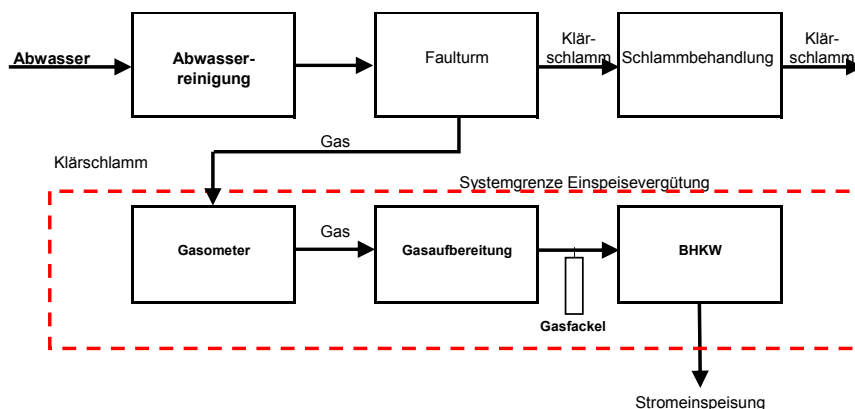 Abwasser
Abwasser-
reinigung
Faulturm
Klär-
schlamm
Schlammbehandlung
Klär-
schlamm
Gas
Klärschlamm
Systemgrenze Einspeisevergütung
Gasometer
Gas
Gasaufbereitung
BHKW
Gasfackel
Stromeinspeisung